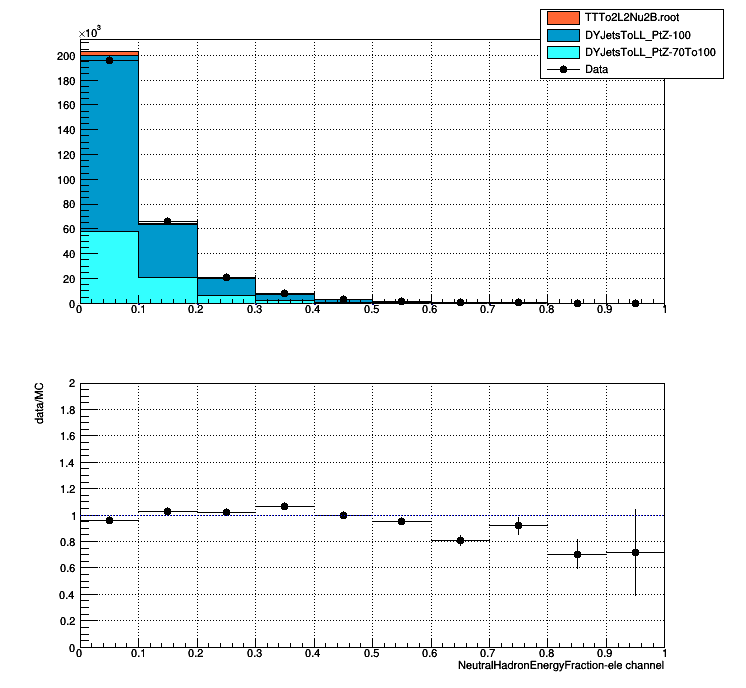 ×10³
TTTo2L2Nu2B.root
DYJetsToLL_PtZ-100
DYJetsToLL_PtZ-70To100
Data
200
180
160
140
120
100
80
60
40
20
0
0 0.1 0.2 0.3 0.4 0.5 0.6 0.7 0.8 0.9 1
data/MC
2
1.8
1.6
1.4
1.2
1
0.8
0.6
0.4
0.2
0
0 0.1 0.2 0.3 0.4 0.5 0.6 0.7 0.8 0.9 1
NeutralHadronEnergyFraction-ele channel